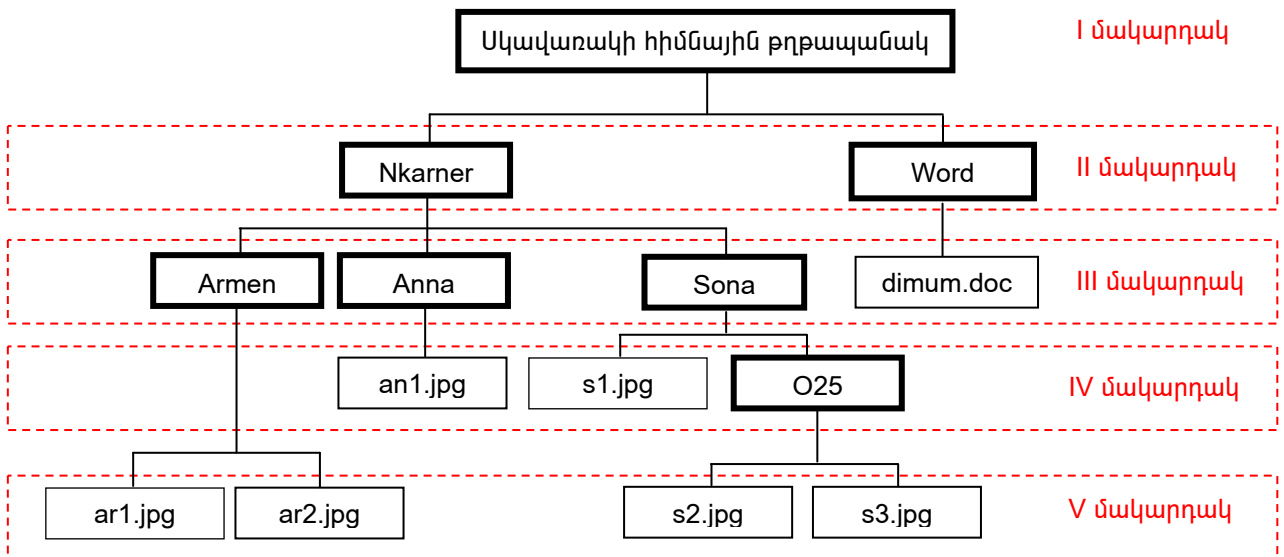 Սկավառակի հիմնային թղթապանակ
I մակարդակ
Nkarner
Word
II մակարդակ
Armen
Anna
Sona
dimum.doc
III մակարդակ
an1.jpg
s1.jpg
O25
IV մակարդակ
ar1.jpg
ar2.jpg
s2.jpg
s3.jpg
V մակարդակ